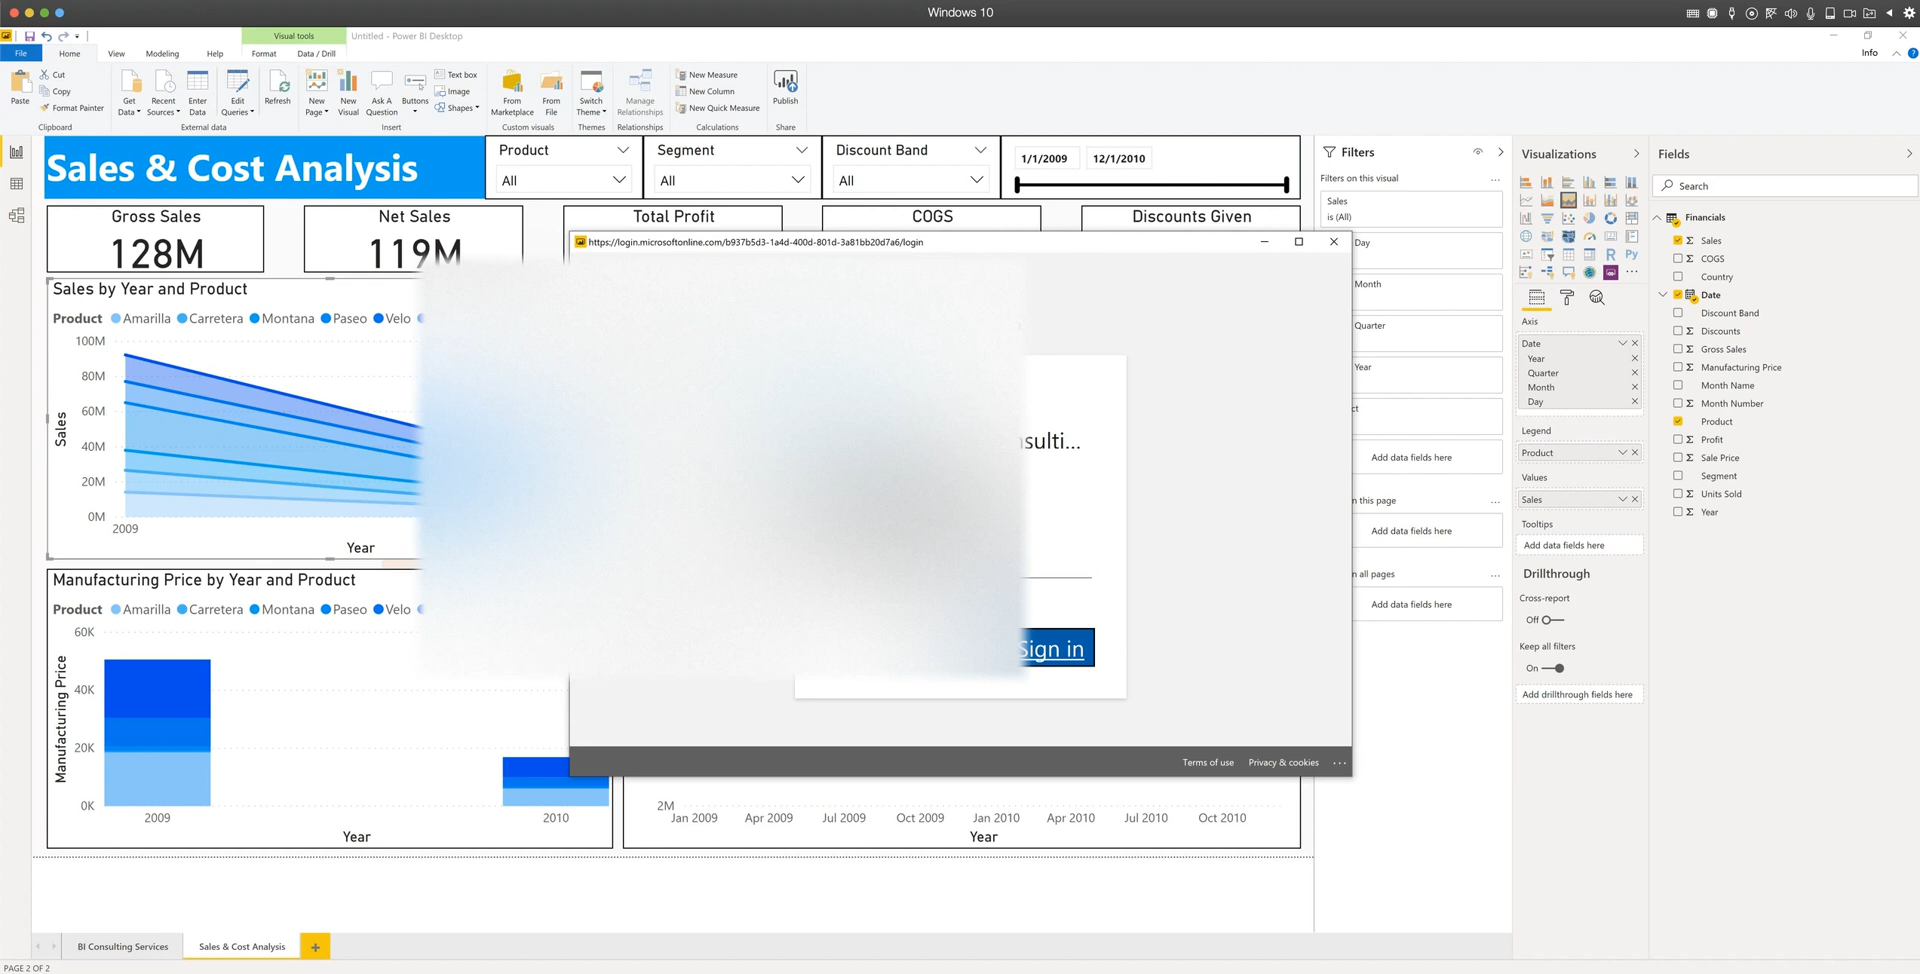 Windows 10
Visual tools
Untitled - Power BI Desktop
File
Home
View
Modeling
Help
Format
Data / Drill
Info
Paste
Cut
Copy
Format Painter
Clipboard
Get
Data
Recent
Sources
Enter
Data
Edit
Queries
Refresh
External data
New
Page
New
Visual
Ask A
Question
Buttons
Text box
Image
Shapes
Insert
From
Marketplace
From
File
Custom visuals
Switch
Theme
Themes
Manage
Relationships
Relationships
New Measure
New Column
New Quick Measure
Calculations
Publish
Share
Sales & Cost Analysis
Product
All
Segment
All
Discount Band
All
1/1/2009
12/1/2010
Gross Sales
128M
Net Sales
119M
Total Profit
COGS
Discounts Given
https://login.microsoftonline.com/b937b5d3-1a4d-400d-801d-3a81bb20d7a6/login
Sales by Year and Product
Product Amarilla Carretera Montana Paseo Velo
100M
80M
60M
40M
20M
0M
Sales
2009
Year
nsulti...
Sign in
Terms of use
Privacy & cookies
...
Manufacturing Price by Year and Product
Product Amarilla Carretera Montana Paseo Velo
60K
40K
20K
0K
Manufacturing Price
2009
2010
Year
2M
Jan 2009
Apr 2009
Jul 2009
Oct 2009
Jan 2010
Apr 2010
Jul 2010
Oct 2010
Year
Filters
Filters on this visual
...
Sales
is (All)
Day
Month
Quarter
Year
ct
Add data fields here
n this page
...
Add data fields here
n all pages
...
Add data fields here
Visualizations
R
Py
...
Axis
Date
Year
Quarter
Month
Day
Legend
Product
Values
Sales
Tooltips
Add data fields here
Drillthrough
Cross-report
Off
Keep all filters
On
Add drillthrough fields here
Fields
Search
Financials
Sales
COGS
Country
Date
Discount Band
Discounts
Gross Sales
Manufacturing Price
Month Name
Month Number
Product
Profit
Sale Price
Segment
Units Sold
Year
BI Consulting Services
Sales & Cost Analysis
PAGE 2 OF 2